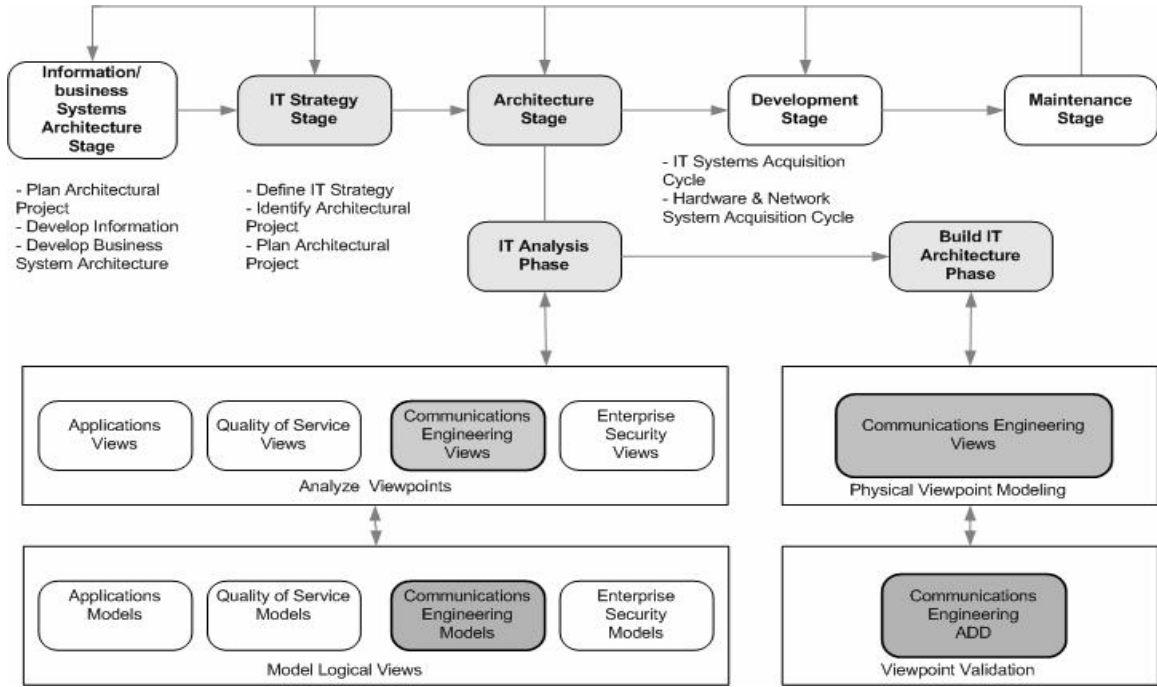 Information/
business
Systems
Architecture
Stage
IT Strategy
Stage
Architecture
Stage
Development
Stage
Maintenance
Stage
- Plan Architectural
Project
- Develop Information
- Develop Business
System Architecture
- Define IT Strategy
- Identify Architectural
Project
- Plan Architectural
Project
- IT Systems Acquisition
Cycle
- Hardware & Network
System Acquisition Cycle
IT Analysis
Phase
Build IT
Architecture
Phase
Applications
Views
Quality of Service
Views
Communications
Engineering
Views
Enterprise
Security
Views
Analyze Viewpoints
Communications Engineering
Views
Physical Viewpoint Modeling
Applications
Models
Quality of Service
Models
Communications
Engineering
Models
Enterprise
Security
Models
Model Logical Views
Communications
Engineering
ADD
Viewpoint Validation